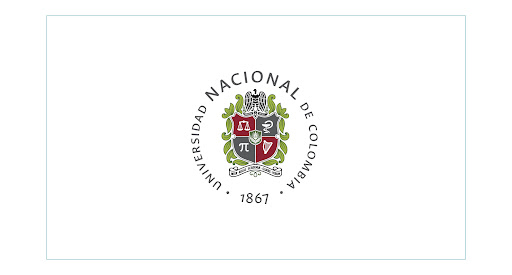 UNIVERSIDAD NACIONAL DE COLOMBIA
π
· 1867 ·